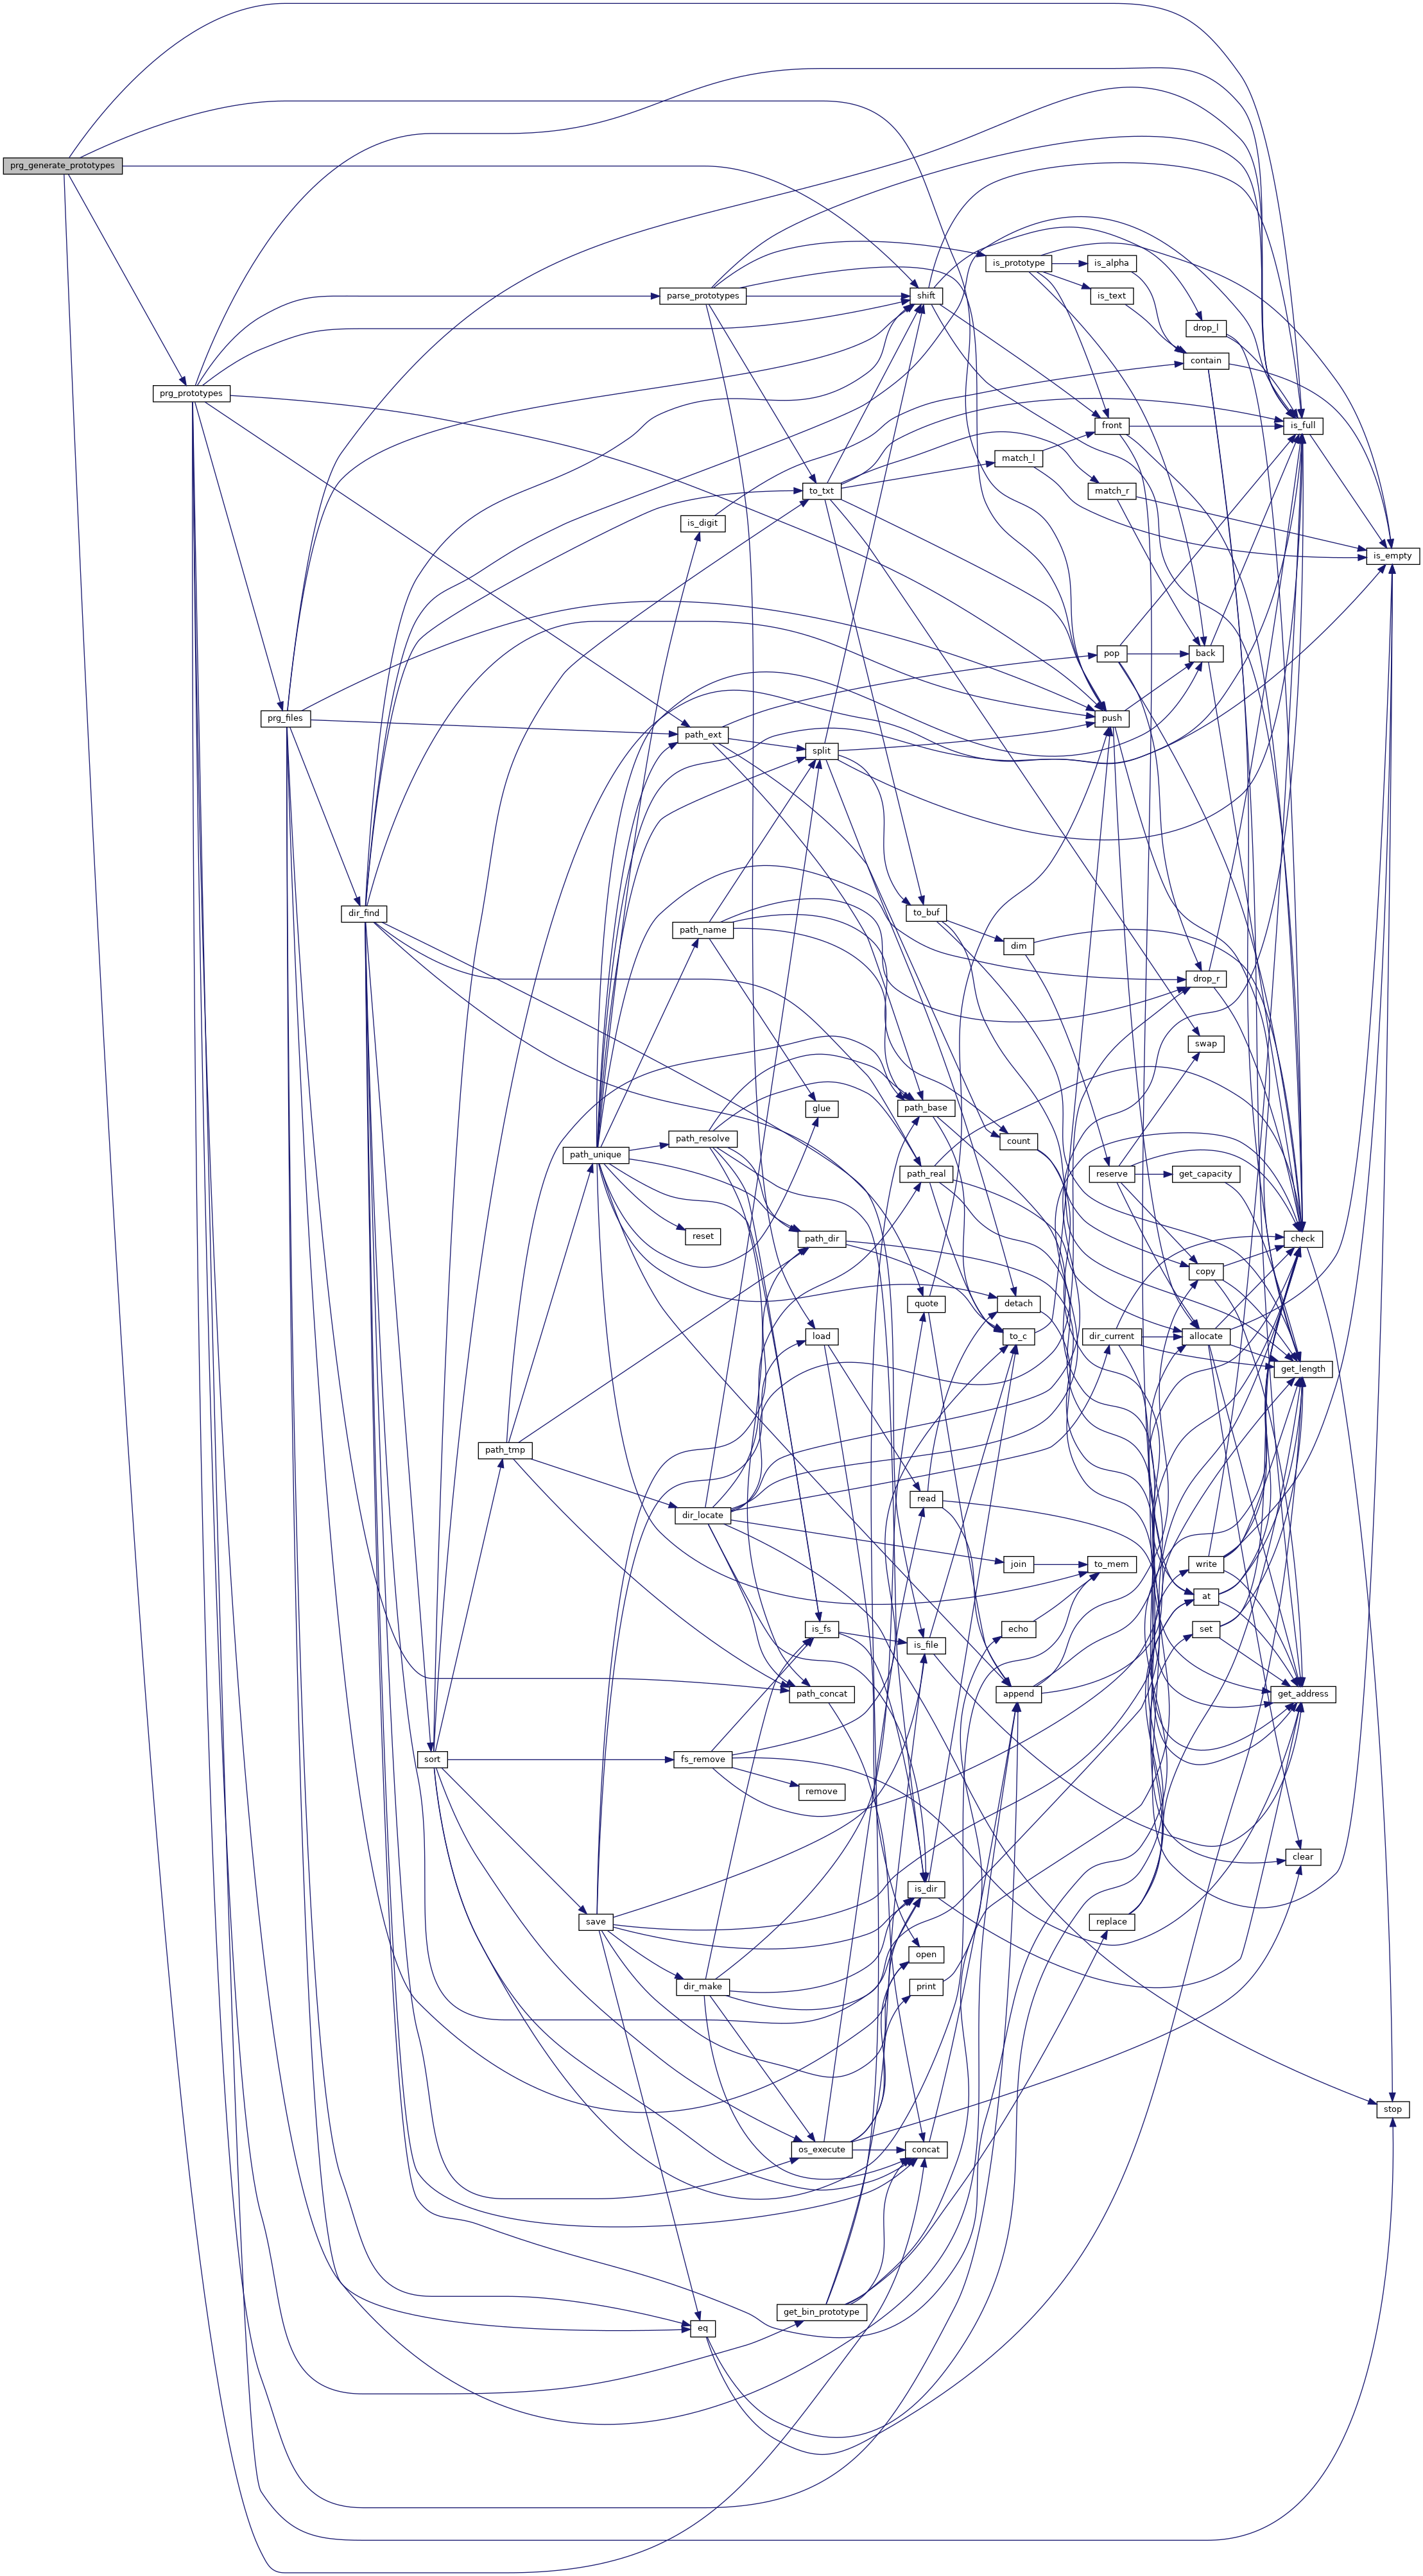 prg_generate_prototypes
is_prototype
is_alpha
parse_prototypes
shift
is_text
drop_l
contain
prg_prototypes
front
is_full
match_l
to_txt
match_r
is_digit
is_empty
pop
back
prg_files
push
path_ext
split
dir_find
to_buf
path_name
dim
drop_r
swap
glue
path_base
path_resolve
count
path_unique
path_real
reserve
get_capacity
reset
path_dir
check
copy
quote
detach
load
to_c
dir_current
allocate
get_length
path_tmp
read
dir_locate
join
to_mem
write
at
echo
is_fs
set
is_file
path_concat
append
get_address
sort
fs_remove
remove
clear
is_dir
save
replace
open
dir_make
print
stop
os_execute
concat
get_bin_prototype
eq